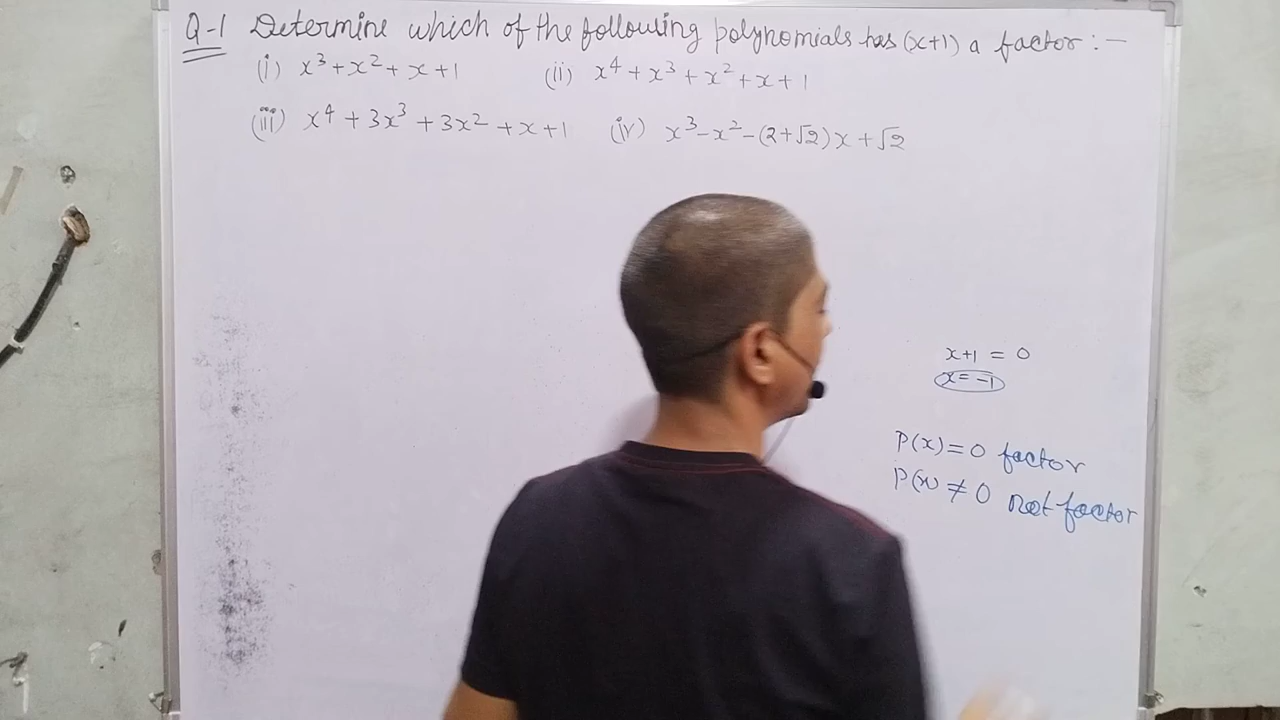 Q-1 Determine which of the following polynomials has (x+1) a factor :-
(i) x³+x²+x+1 (ii) x⁴+x³+x²+x+1
(iii) x⁴+3x³+3x²+x+1 (iv) x³-x²-(2+√2)x+√2
x+1 = 0
x=-1
P(x)=0 factor
P(x) ≠ 0 not factor